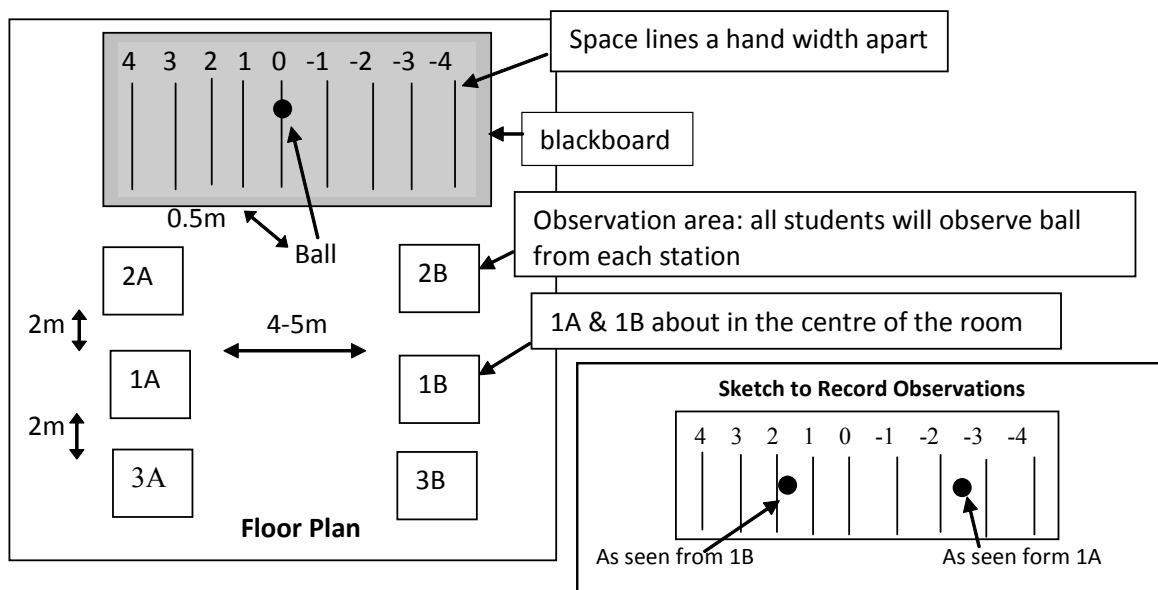 Space lines a hand width apart
4 3 2 1 0 -1 -2 -3 -4
blackboard
0.5m
Ball
Observation area: all students will observe ball
from each station
2A
2B
2m
4-5m
1A & 1B about in the centre of the room
1A
1B
2m
3A
3B
Floor Plan
Sketch to Record Observations
4 3 2 1 0 -1 -2 -3 -4
As seen from 1B
As seen form 1A